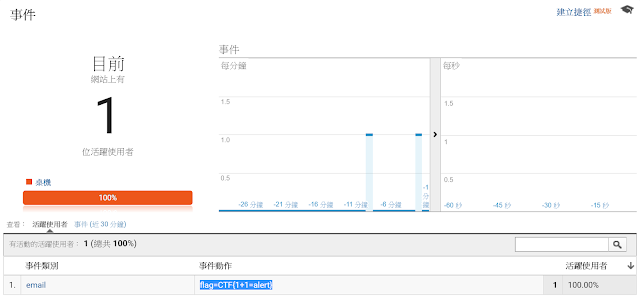 事件
建立捷徑 測試版
目前
網站上有
1
位活躍使用者
桌機
100%
事件
每分鐘
每秒
1.5
1.0
0.5
1.5
1
0.5
-26 分鐘
-21 分鐘
-16 分鐘
-11 分鐘
-6 分鐘
-1
分
鐘
-60 秒
-45 秒
-30 秒
-15 秒
查看： 活躍使用者 事件 (近 30 分鐘)
有活動的活躍使用者： 1 (總共 100%)
事件類別 事件動作 活躍使用者
1. email flag=CTF{1+1=alert} 1 100.00%